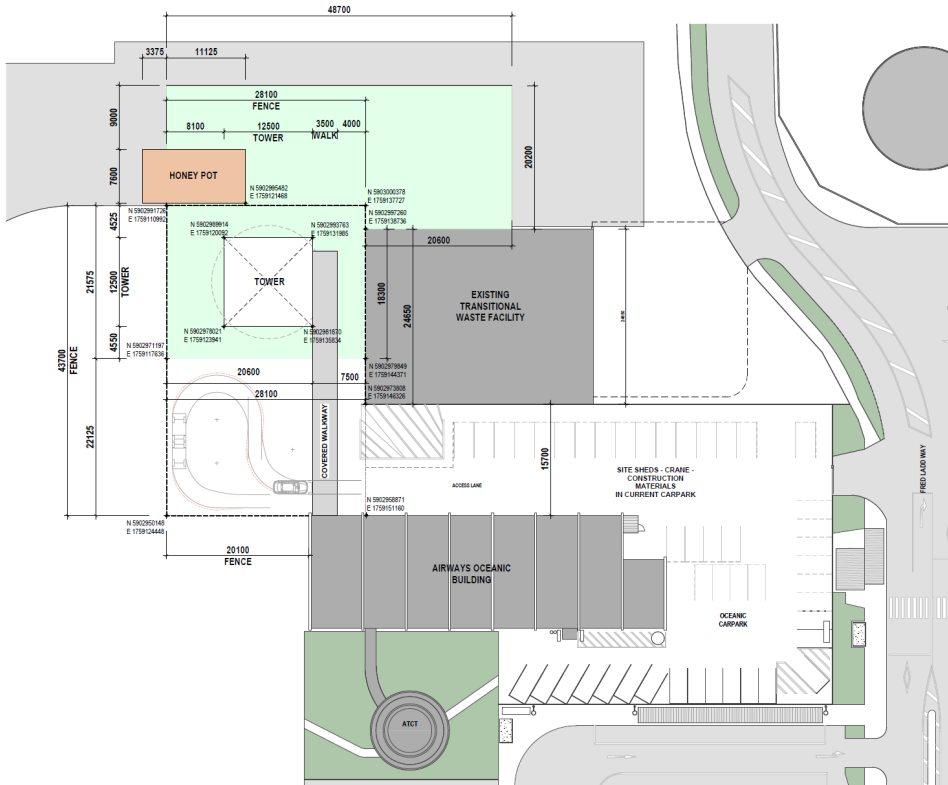 48700
3375
11125
28100
FENCE
9000
8100
12500
TOWER
3500
WALK
4000
20200
7600
HONEY POT
N 5902995482
E 1759121468
N 5903000378
E 1759137727
N 5902991726
E 1759110992
N 5902997260
E 1759138736
4525
N 5902989914
E 1759120092
N 5902993763
E 1759131985
20600
21575
12500
TOWER
TOWER
18300
24650
EXISTING
TRANSITIONAL
WASTE FACILITY
24650
4550
N 5902978021
E 1759123941
N 5902981870
E 1759135834
N 5902971197
E 1759117636
43700
FENCE
N 5902979849
E 1759144371
20600
7500
N 5902973808
E 1759146326
28100
22125
COVERED WALKWAY
15700
ACCESS LANE
SITE SHEDS - CRANE -
CONSTRUCTION
MATERIALS
IN CURRENT CARPARK
FRED LADD WAY
N 5902958871
E 1759151160
N 5902950148
E 1759124448
20100
FENCE
AIRWAYS OCEANIC
BUILDING
OCEANIC
CARPARK
ATCT